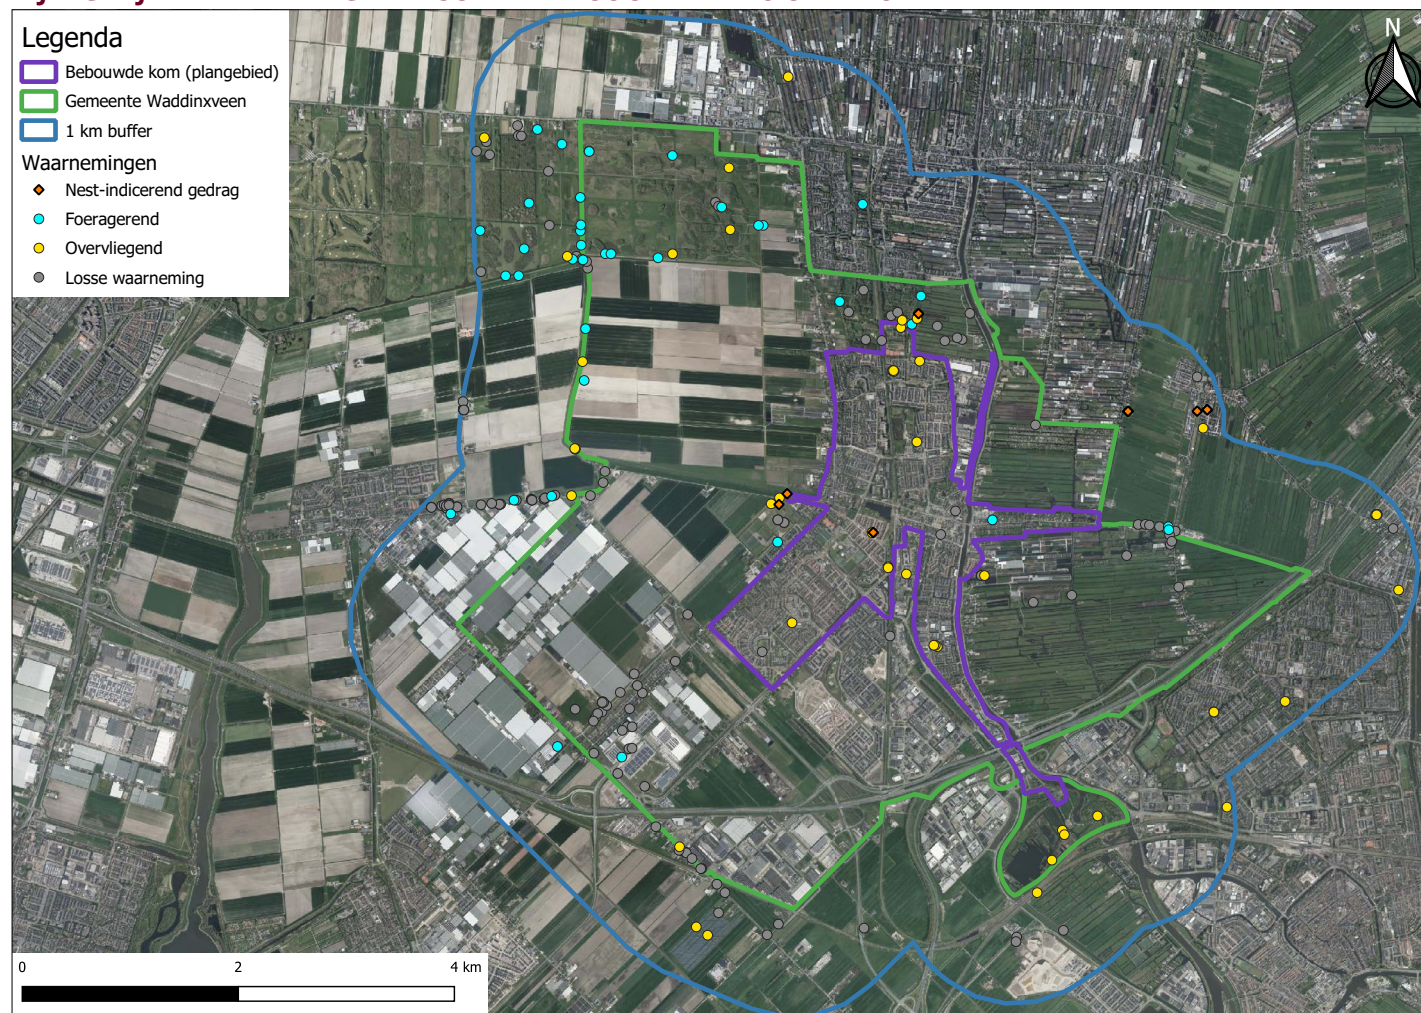 Legenda
Bebouwde kom (plangebied)
Gemeente Waddinxveen
1 km buffer
Waarnemingen
Nest-indicerend gedrag
Foeragerend
Overvliegend
Losse waarneming
N
0 2 4 km